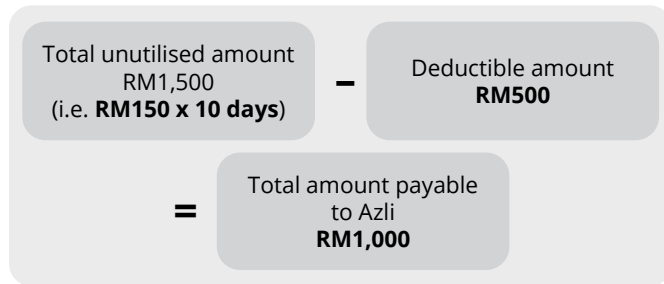 Total unutilised amount
RM1,500
(i.e. RM150 x 10 days)
–
Deductible amount
RM500
=
Total amount payable
to Azli
RM1,000